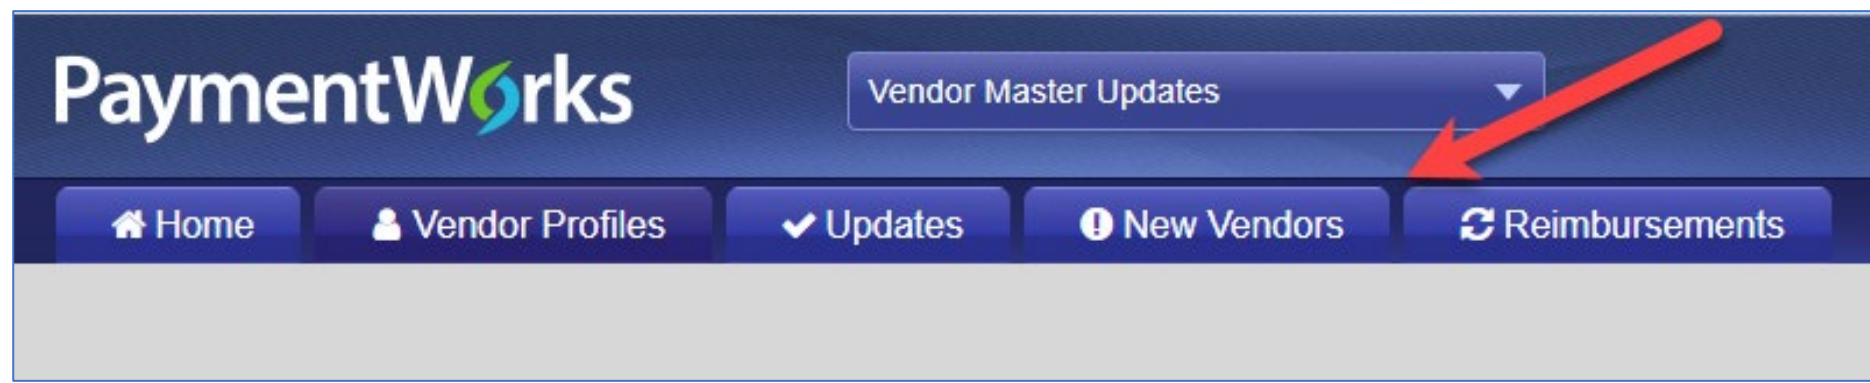 PaymentWorks
Vendor Master Updates
Home Vendor Profiles Updates New Vendors Reimbursements